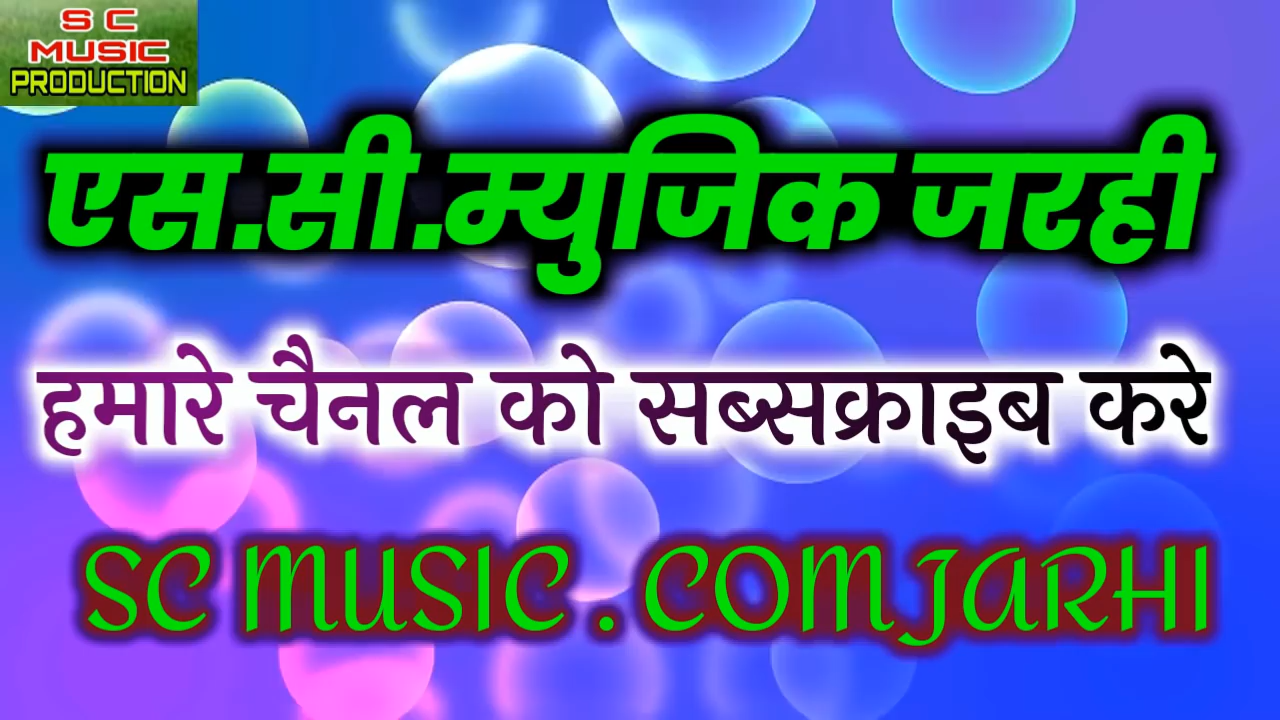 S C
MUSIC
PRODUCTION
एस.सी.म्युजिक जरही
हमारे चैनल को सब्सक्राइब करे
SC MUSIC . COM JARHI